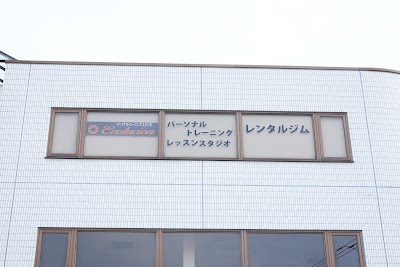 Evolution
パーソナル
トレーニング
レッスンスタジオ
レンタルジム